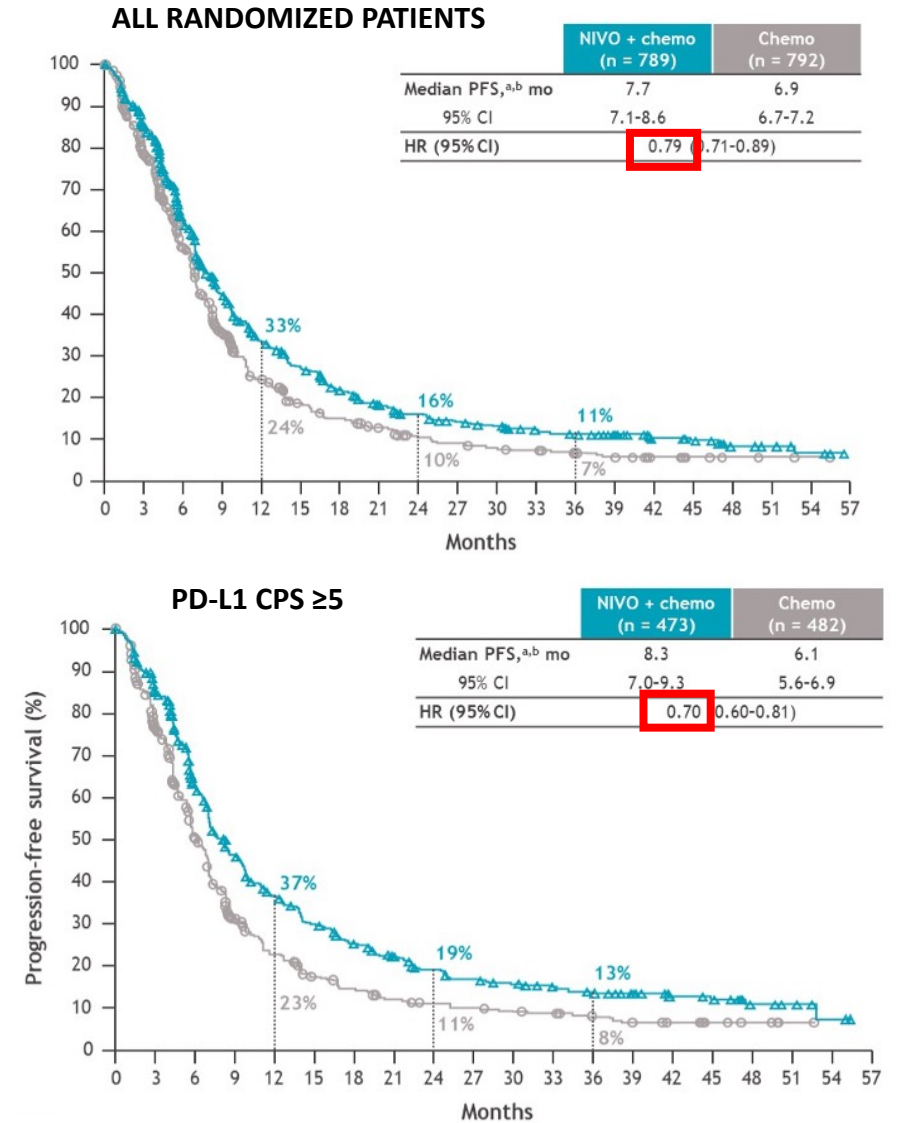 ALL RANDOMIZED PATIENTS
NIVO + chemo Chemo
(n = 789) (n = 792)
Median PFS,a,b mo 7.7 6.9
95% CI 7.1-8.6 6.7-7.2
HR (95% CI) 0.79 (0.71-0.89)
100
90
80
70
60
50
40
30
20
10
0
33%
24%
16%
10%
11%
7%
0 3 6 9 12 15 18 21 24 27 30 33 36 39 42 45 48 51 54 57
Months
PD-L1 CPS ≥5
NIVO + chemo Chemo
(n = 473) (n = 482)
Median PFS,a,b mo 8.3 6.1
95% CI 7.0-9.3 5.6-6.9
HR (95% CI) 0.70 (0.60-0.81)
Progression-free survival (%)
100
90
80
70
60
50
40
30
20
10
0
37%
23%
19%
11%
13%
8%
0 3 6 9 12 15 18 21 24 27 30 33 36 39 42 45 48 51 54 57
Months